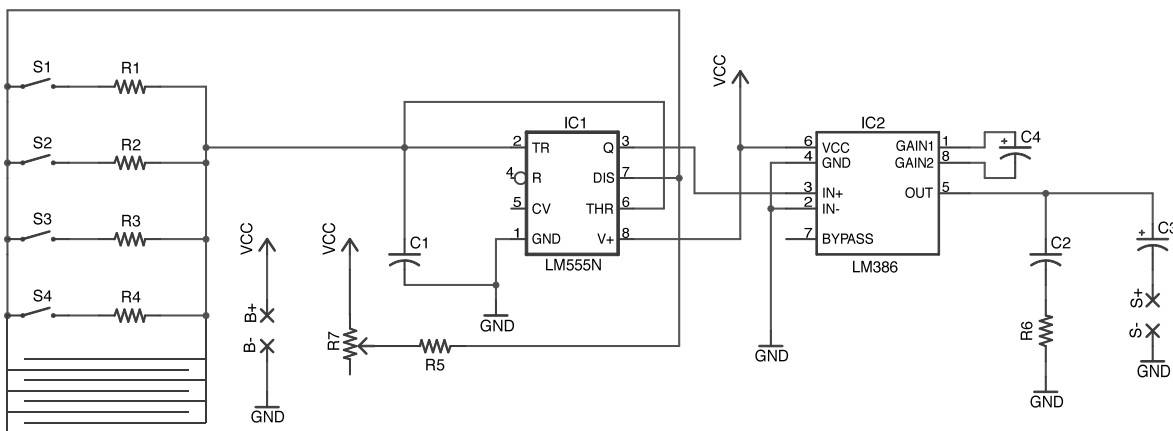 S1
R1
S2
R2
S3
R3
S4
R4
VCC
B+
B-
GND
VCC
R7
R5
C1
IC1
2 TR Q 3
4 R DIS 7
5 CV THR 6
1 GND V+ 8
LM555N
GND
VCC
IC2
6 VCC GAIN1 1
4 GND GAIN2 8
3 IN+ OUT 5
2 IN-
7 BYPASS
LM386
GND
+ C4
C2
R6
GND
+ C3
S+
S-
GND